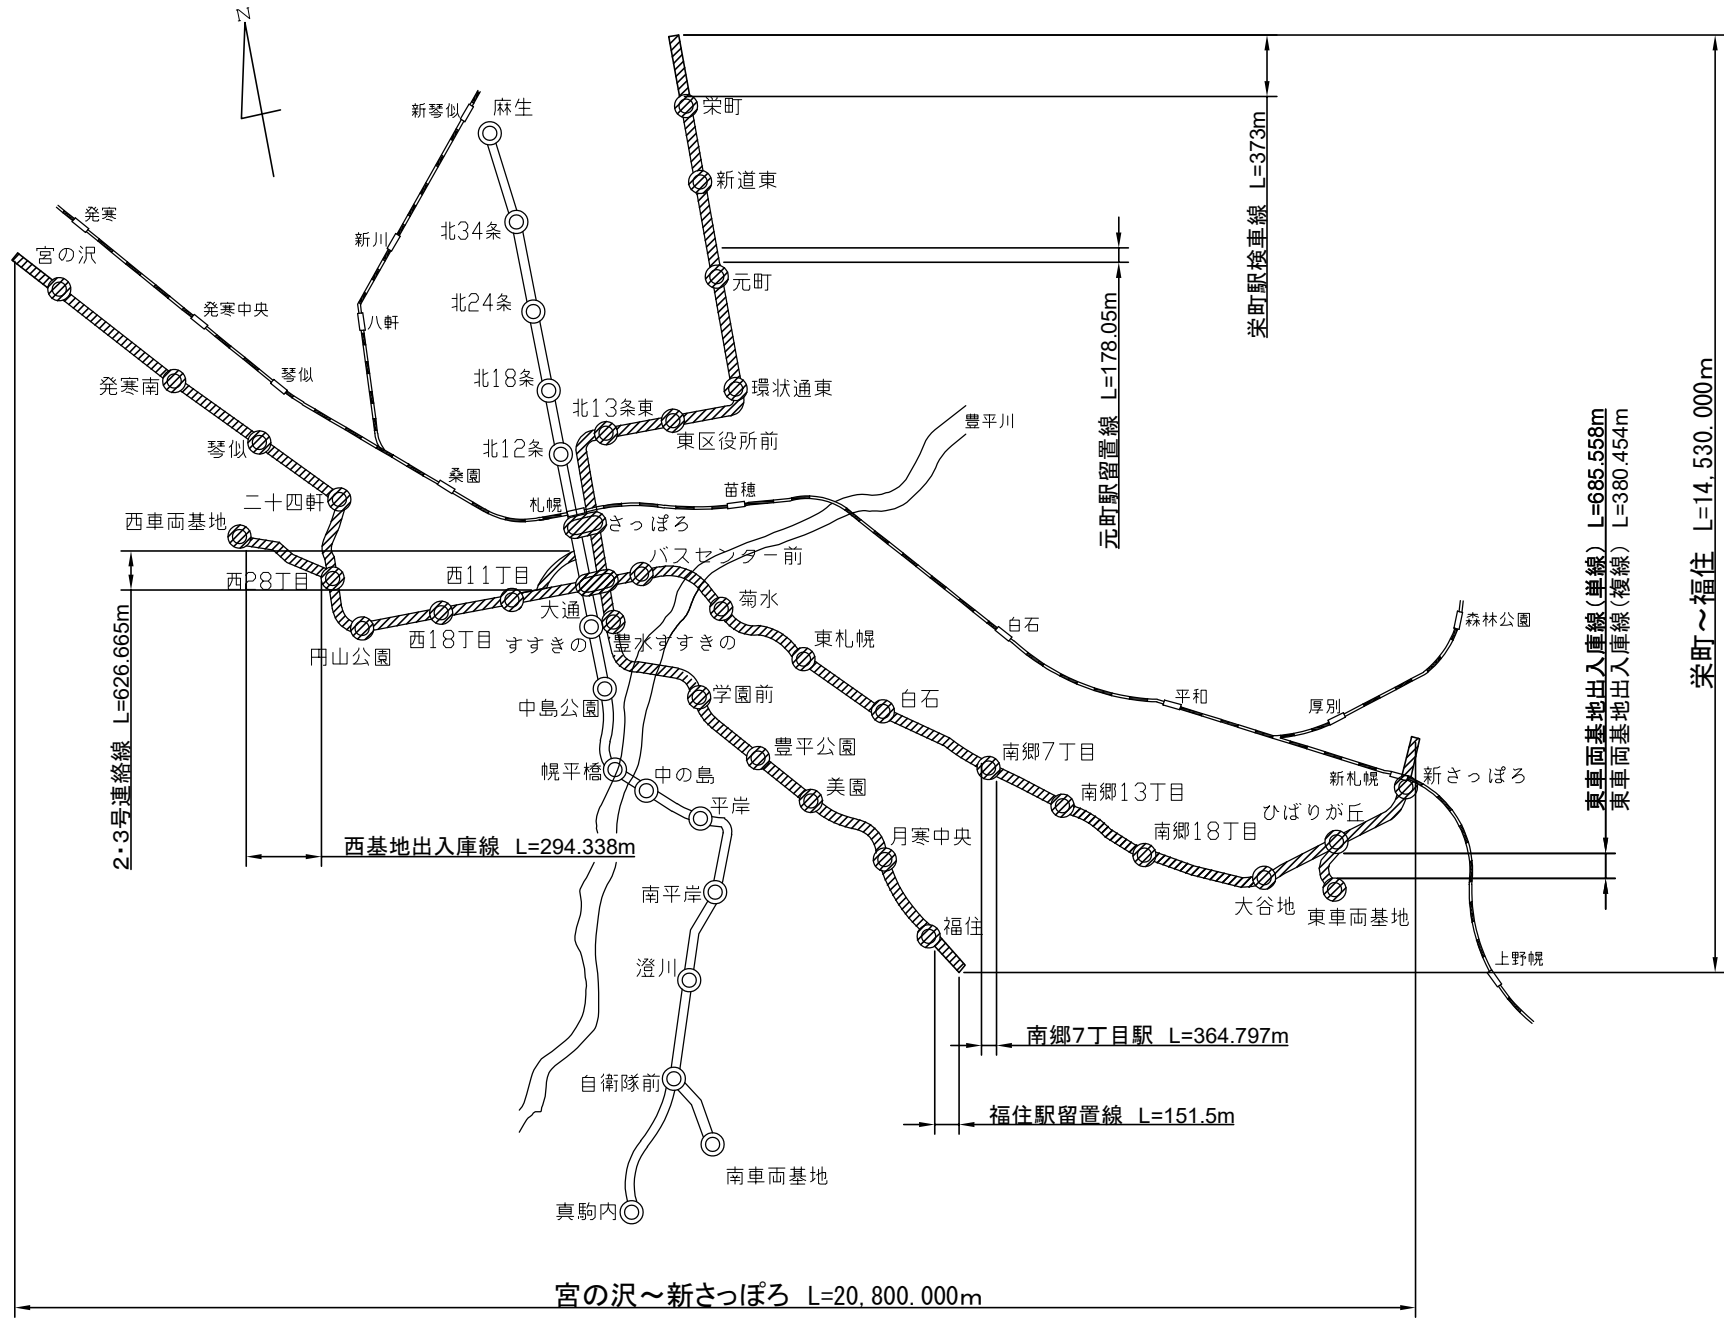 N
新琴似
麻生
栄町
新道東
発寒
宮の沢
新川
北34条
元町
発寒中央
八軒
北24条
琴似
発寒南
北18条
環状通東
北13条東
東区役所前
豊平川
琴似
北12条
桑園
二十四軒
札幌
苗穂
西車両基地
さっぽろ
バスセンター前
西28丁目
西11丁目
大通
菊水
円山公園
西18丁目
すすきの
豊水すすきの
東札幌
白石
森林公園
中島公園
学園前
白石
平和
厚別
幌平橋
中の島
豊平公園
南郷7丁目
新札幌
新さっぽろ
平岸
美園
南郷13丁目
ひばりが丘
月寒中央
南郷18丁目
南平岸
大谷地
東車両基地
福住
澄川
上野幌
自衛隊前
南車両基地
真駒内
栄町駅検車線 L=373m
元町駅留置線 L=178.05m
東車両基地出入庫線(単線) L=685.558m
東車両基地出入庫線(複線) L=380.454m
栄町~福住 L=14,530.000m
2・3号連絡線 L=626.665m
西基地出入庫線 L=294.338m
南郷7丁目駅 L=364.797m
福住駅留置線 L=151.5m
宮の沢~新さっぽろ L=20,800.000m